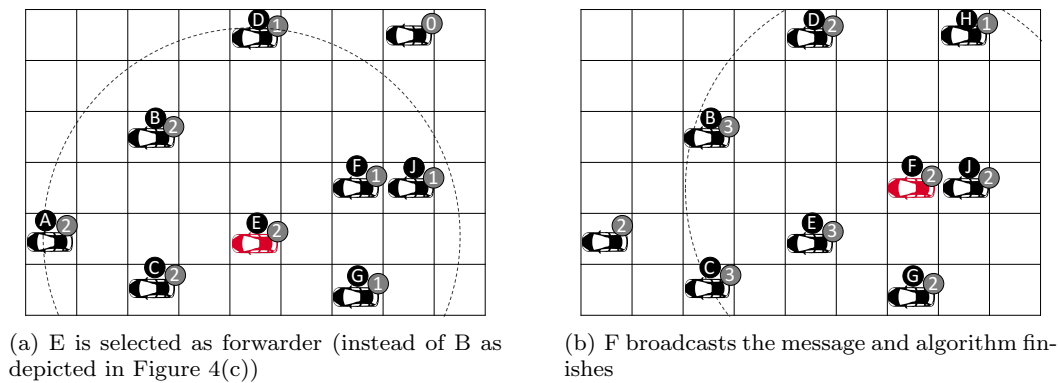 D 1 0
B 2
F 1 J 1
A 2 E 2
C 2 G 1
(a) E is selected as forwarder (instead of B as
depicted in Figure 4(c))
D 2 H 1
B 3
F 2 J 2
2 E 3
C 3 G 2
(b) F broadcasts the message and algorithm fin-
ishes